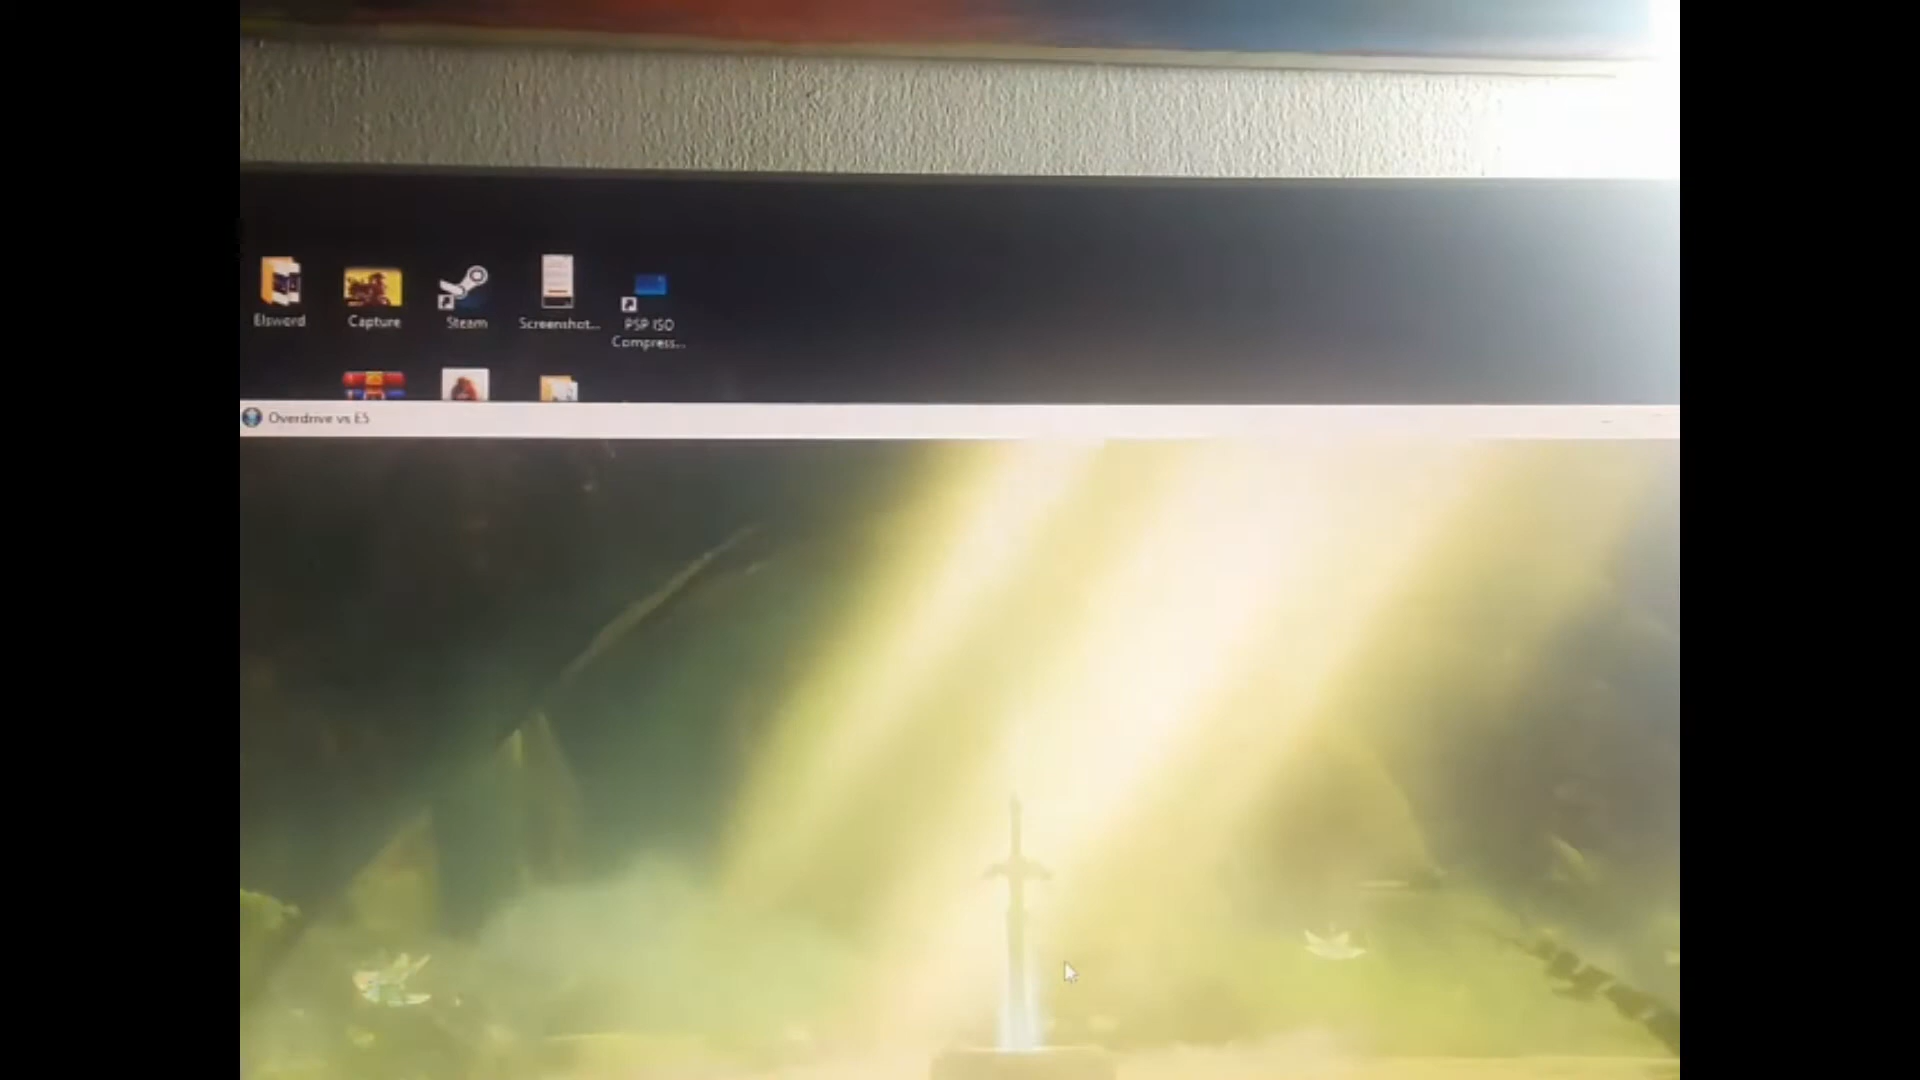 Elsword
Capture
Steam
Screenshot...
PSP ISO
Compress...
Overdrive vs E5